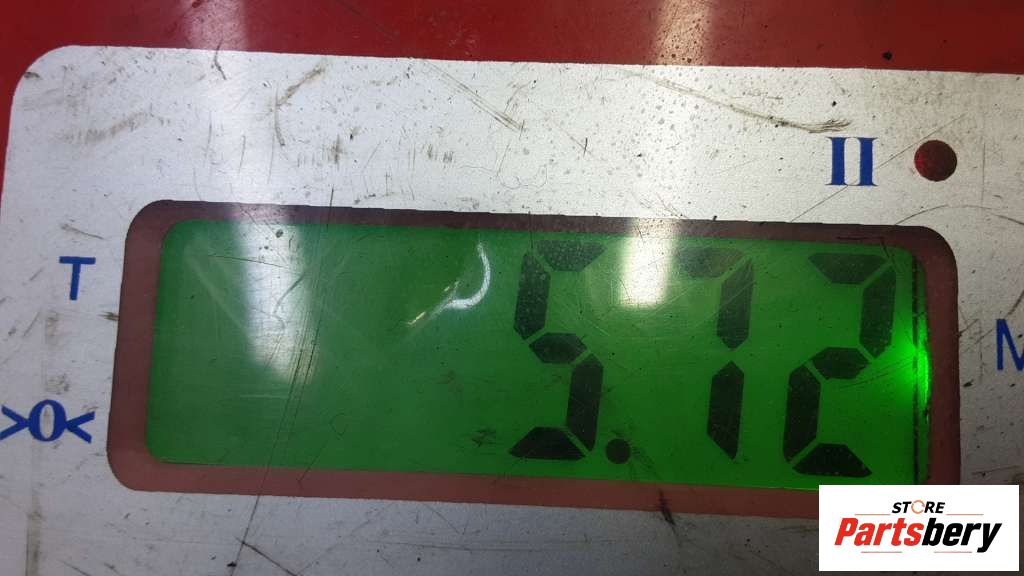 II
T
5.72
M
>0<
STORE
Partsbery